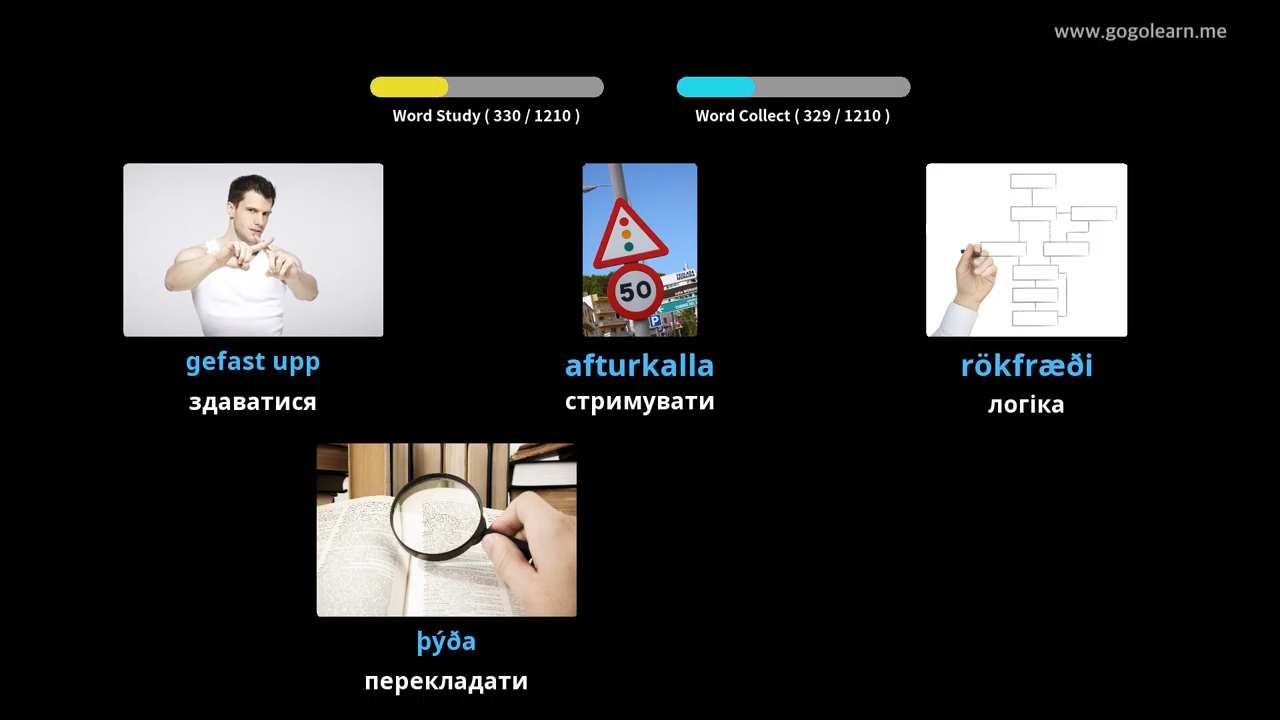 www.gogolearn.me
Word Study ( 330 / 1210 )
Word Collect ( 329 / 1210 )
50
P
gefast upp
afturkalla
rökfræði
здаватися
стримувати
логіка
þýða
перекладати